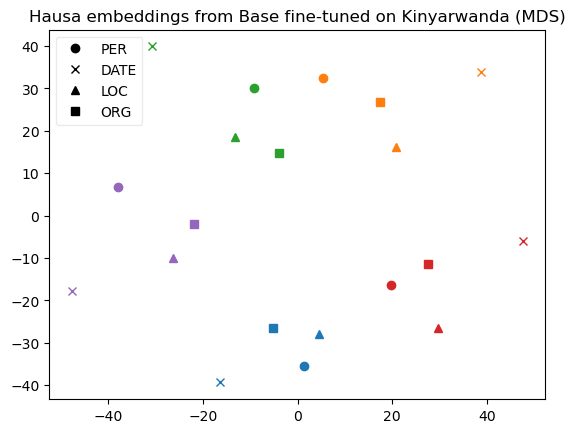 Hausa embeddings from Base fine-tuned on Kinyarwanda (MDS)
PER
DATE
LOC
ORG
40
30
20
10
0
−10
−20
−30
−40
−40
−20
0
20
40